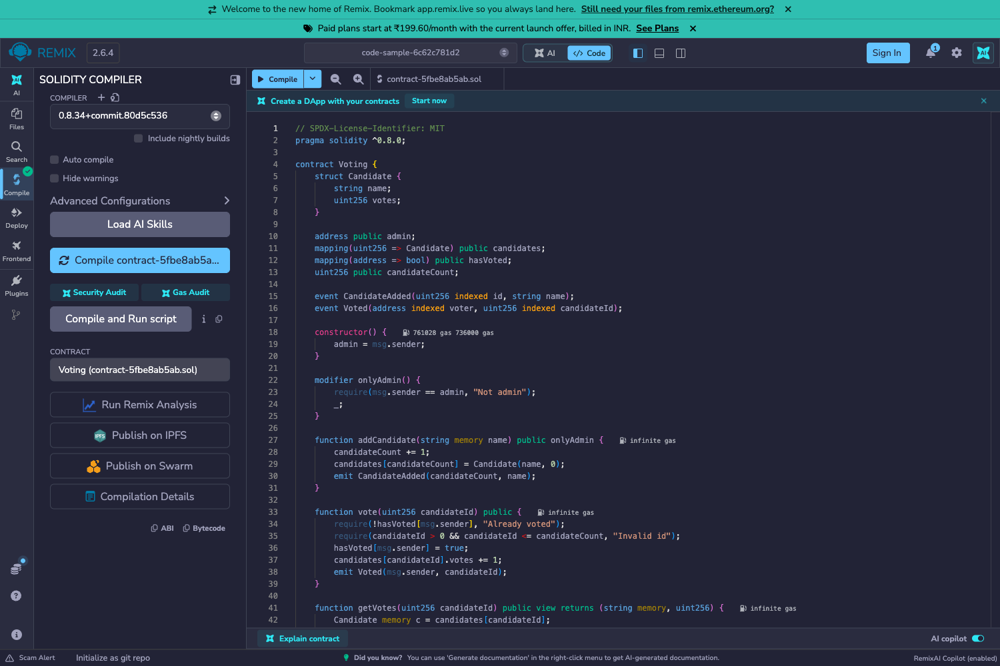 Welcome to the new home of Remix. Bookmark app.remix.live so you always land here. Still need your files from remix.ethereum.org?
Paid plans start at ₹199.60/month with the current launch offer, billed in INR. See Plans
REMIX 2.6.4
code-sample-6c62c781d2
AI
</> Code
Sign In
1
AI
AI
AI
Files
Search
Compile
Deploy
Frontend
Plugins
SOLIDITY COMPILER
COMPILER
0.8.34+commit.80d5c536
Include nightly builds
Auto compile
Hide warnings
Advanced Configurations
Load AI Skills
Compile contract-5fbe8ab5a...
Security Audit
Gas Audit
Compile and Run script
CONTRACT
Voting (contract-5fbe8ab5ab.sol)
Run Remix Analysis
IPFS Publish on IPFS
Publish on Swarm
Compilation Details
ABI
Bytecode
Compile
contract-5fbe8ab5ab.sol
Create a DApp with your contracts
Start now
1 // SPDX-License-Identifier: MIT
2 pragma solidity ^0.8.0;
3
4 contract Voting {
5 struct Candidate {
6 string name;
7 uint256 votes;
8 }
9
10 address public admin;
11 mapping(uint256 => Candidate) public candidates;
12 mapping(address => bool) public hasVoted;
13 uint256 public candidateCount;
14
15 event CandidateAdded(uint256 indexed id, string name);
16 event Voted(address indexed voter, uint256 indexed candidateId);
17
18 constructor() { 761028 gas 736000 gas
19 admin = msg.sender;
20 }
21
22 modifier onlyAdmin() {
23 require(msg.sender == admin, "Not admin");
24 _;
25 }
26
27 function addCandidate(string memory name) public onlyAdmin { infinite gas
28 candidateCount += 1;
29 candidates[candidateCount] = Candidate(name, 0);
30 emit CandidateAdded(candidateCount, name);
31 }
32
33 function vote(uint256 candidateId) public { infinite gas
34 require(!hasVoted[msg.sender], "Already voted");
35 require(candidateId > 0 && candidateId <= candidateCount, "Invalid id");
36 hasVoted[msg.sender] = true;
37 candidates[candidateId].votes += 1;
38 emit Voted(msg.sender, candidateId);
39 }
40
41 function getVotes(uint256 candidateId) public view returns (string memory, uint256) { infinite gas
42 Candidate memory c = candidates[candidateId];
Explain contract
AI copilot
Scam Alert
Initialize as git repo
Did you know? You can use 'Generate documentation' in the right-click menu to get AI-generated documentation.
RemixAI Copilot (enabled)